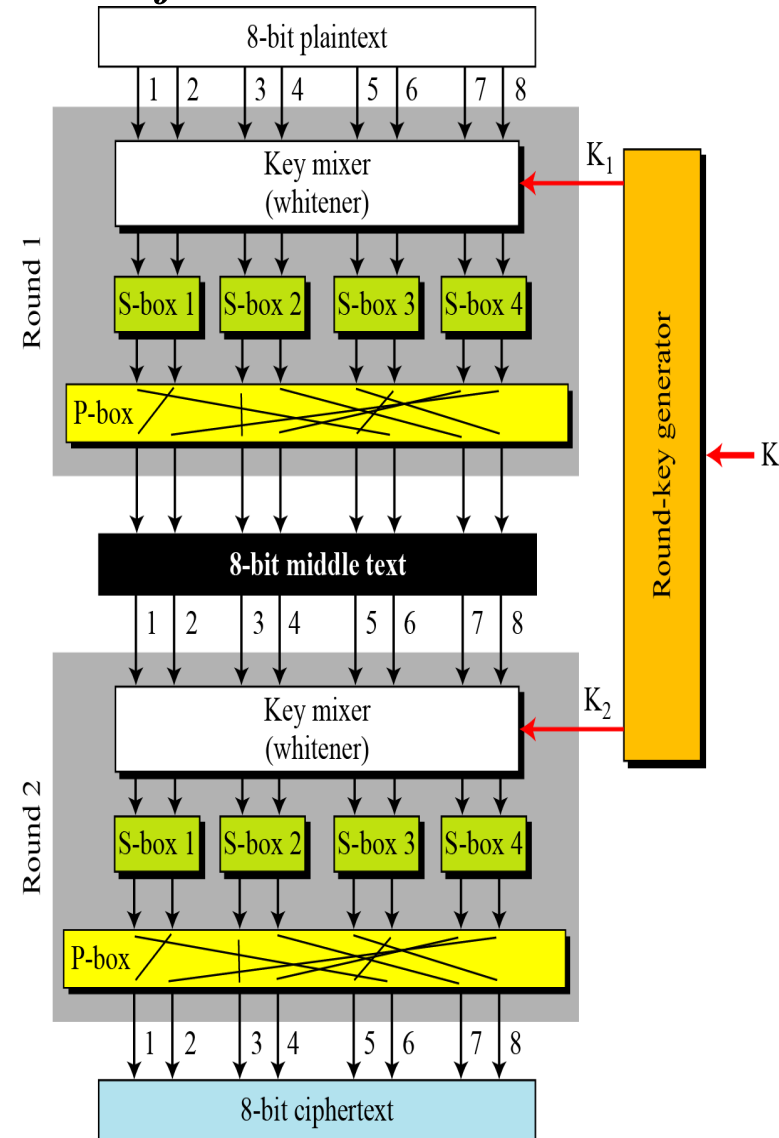 8-bit plaintext
1 2 3 4 5 6 7 8
Key mixer
(whitener)
K1
Round 1
S-box 1 S-box 2 S-box 3 S-box 4
P-box
Round-key generator
K
8-bit middle text
1 2 3 4 5 6 7 8
Key mixer
(whitener)
K2
Round 2
S-box 1 S-box 2 S-box 3 S-box 4
P-box
1 2 3 4 5 6 7 8
8-bit ciphertext